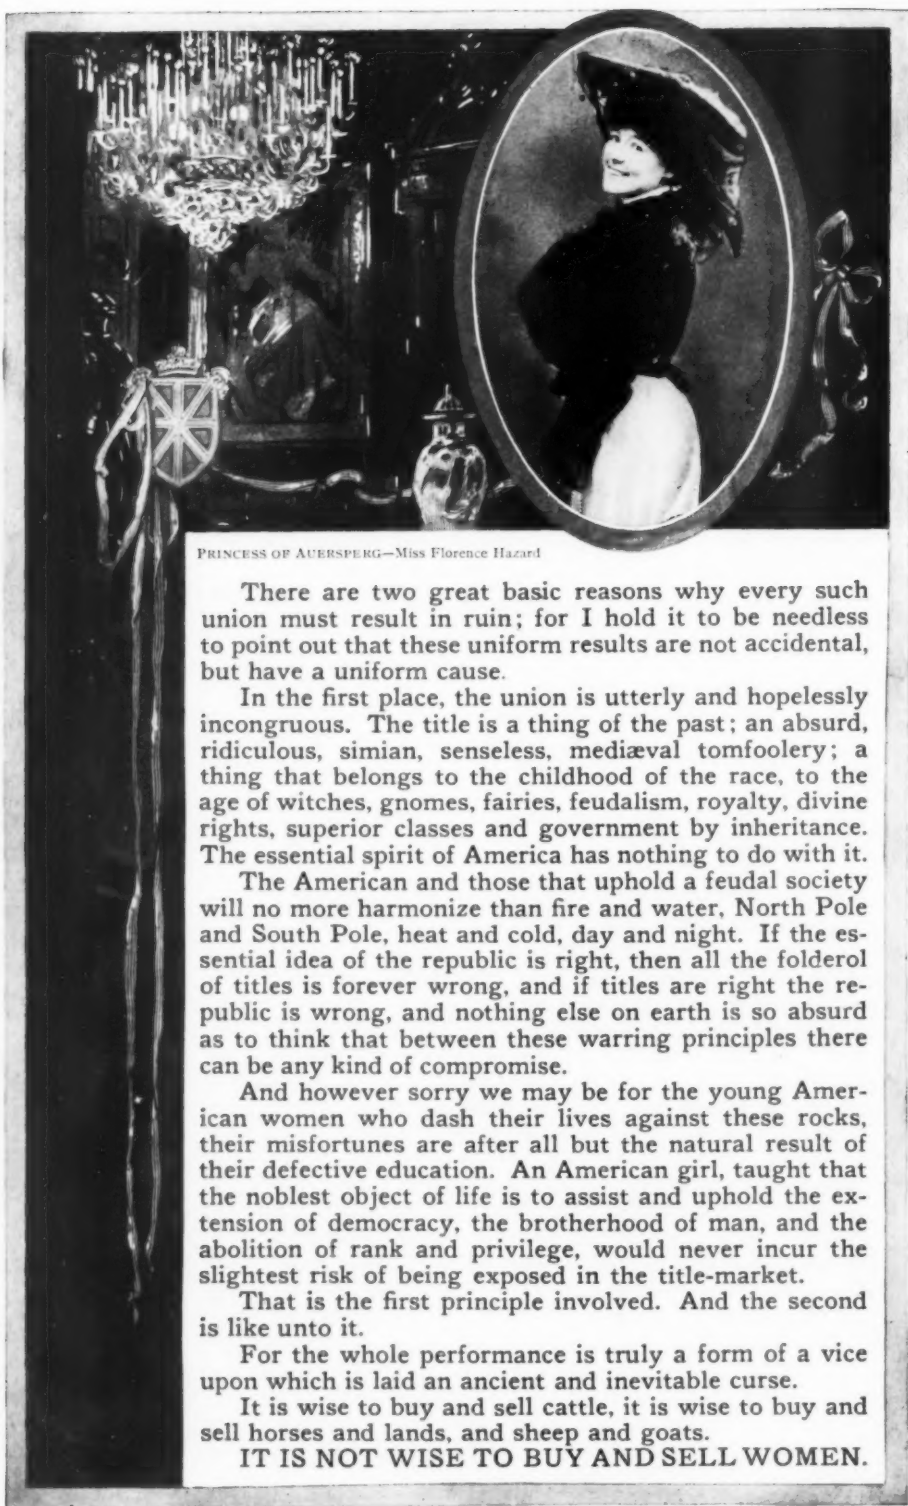 PRINCESS OF AUERSPERG—Miss Florence Hazard
There are two great basic reasons why every such
union must result in ruin; for I hold it to be needless
to point out that these uniform results are not accidental,
but have a uniform cause.
In the first place, the union is utterly and hopelessly
incongruous. The title is a thing of the past; an absurd,
ridiculous, simian, senseless, mediæval tomfoolery; a
thing that belongs to the childhood of the race, to the
age of witches, gnomes, fairies, feudalism, royalty, divine
rights, superior classes and government by inheritance.
The essential spirit of America has nothing to do with it.
The American and those that uphold a feudal society
will no more harmonize than fire and water, North Pole
and South Pole, heat and cold, day and night. If the es-
sential idea of the republic is right, then all the folderol
of titles is forever wrong, and if titles are right the re-
public is wrong, and nothing else on earth is so absurd
as to think that between these warring principles there
can be any kind of compromise.
And however sorry we may be for the young Amer-
ican women who dash their lives against these rocks,
their misfortunes are after all but the natural result of
their defective education. An American girl, taught that
the noblest object of life is to assist and uphold the ex-
tension of democracy, the brotherhood of man, and the
abolition of rank and privilege, would never incur the
slightest risk of being exposed in the title-market.
That is the first principle involved. And the second
is like unto it.
For the whole performance is truly a form of a vice
upon which is laid an ancient and inevitable curse.
It is wise to buy and sell cattle, it is wise to buy and
sell horses and lands, and sheep and goats.
IT IS NOT WISE TO BUY AND SELL WOMEN.